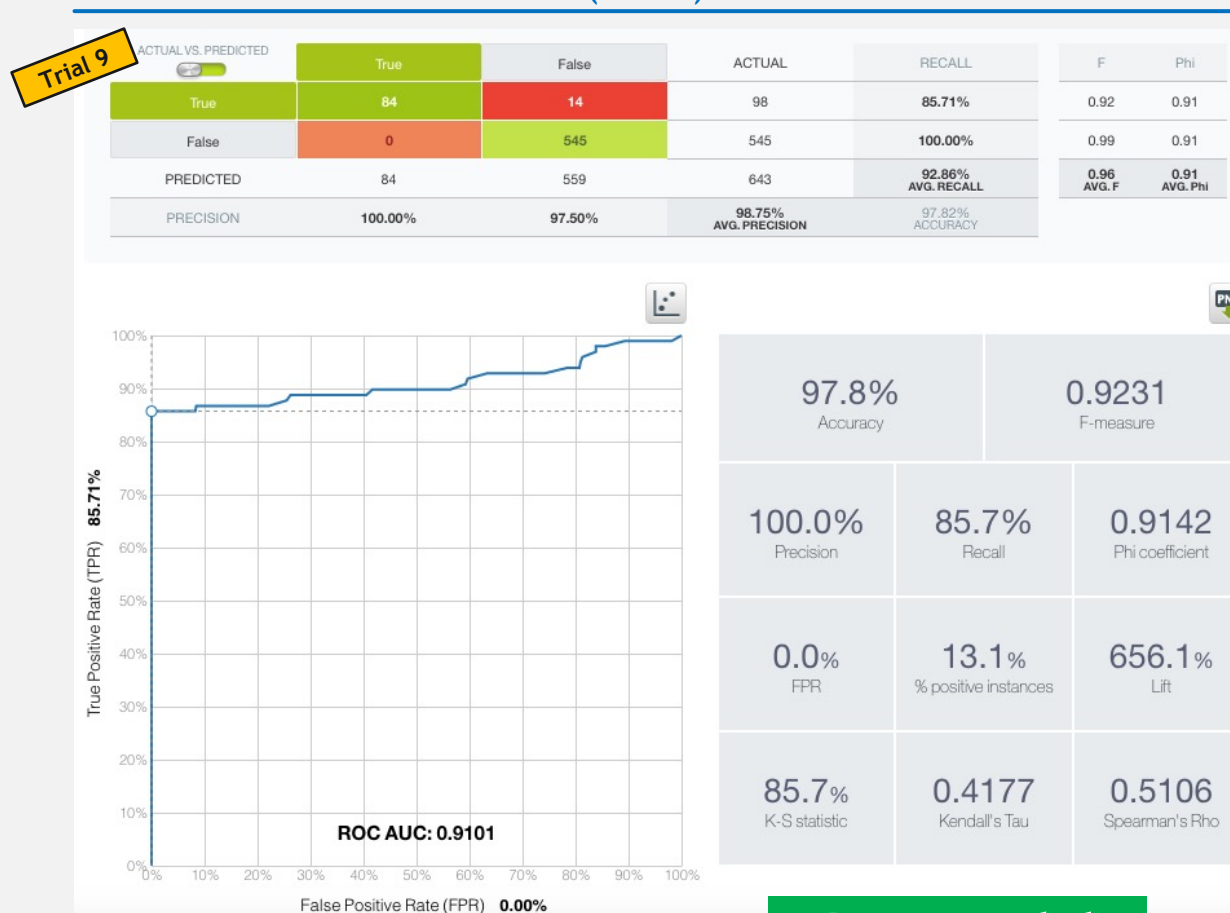 Trial 9
ACTUAL VS. PREDICTED True False ACTUAL RECALL F Phi
True 84 14 98 85.71% 0.92 0.91
False 0 545 545 100.00% 0.99 0.91
PREDICTED 84 559 643 92.86% AVG. RECALL 0.96 AVG. F 0.91 AVG. Phi
PRECISION 100.00% 97.50% 98.75% AVG. PRECISION 97.82% ACCURACY
100%
90%
80%
70%
60%
50%
40%
30%
20%
10%
0%
True Positive Rate (TPR) 85.71%
ROC AUC: 0.9101
0% 10% 20% 30% 40% 50% 60% 70% 80% 90% 100%
False Positive Rate (FPR) 0.00%
97.8% 0.9231
Accuracy F-measure
100.0% 85.7% 0.9142
Precision Recall Phi coefficient
0.0% 13.1% 656.1%
FPR % positive instances Lift
85.7% 0.4177 0.5106
K-S statistic Kendall's Tau Spearman's Rho